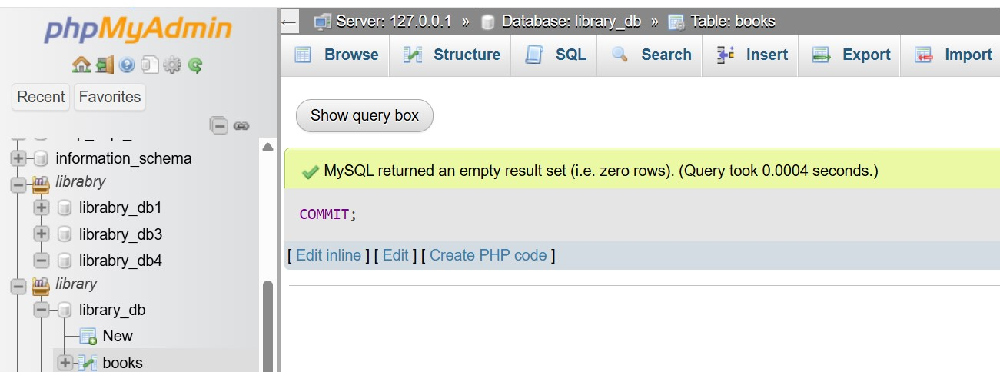 phpMyAdmin
Recent Favorites
information_schema
librabry
librabry_db1
librabry_db3
librabry_db4
library
library_db
New
books
← Server: 127.0.0.1 » Database: library_db » Table: books
Browse Structure SQL Search Insert Export Import
Show query box
MySQL returned an empty result set (i.e. zero rows). (Query took 0.0004 seconds.)
COMMIT;
[ Edit inline ] [ Edit ] [ Create PHP code ]